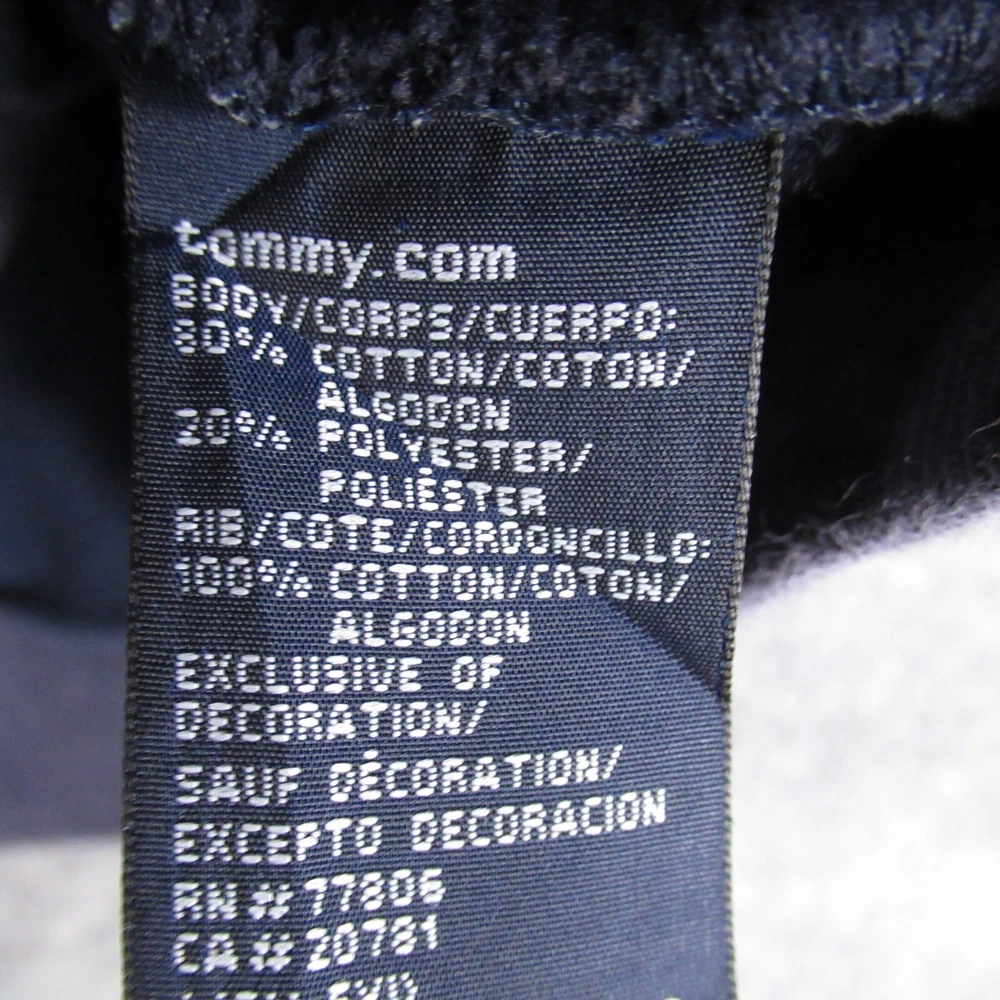 tommy.com
BODY/CORPS/CUERPO:
80% COTTON/COTON/
ALGODON
20% POLYESTER/
POLIÉSTER
RIB/COTE/CORDONCILLO:
100% COTTON/COTON/
ALGODON
EXCLUSIVE OF
DECORATION/
SAUF DÉCORATION/
EXCEPTO DECORACION
RN#77806
CA#20781